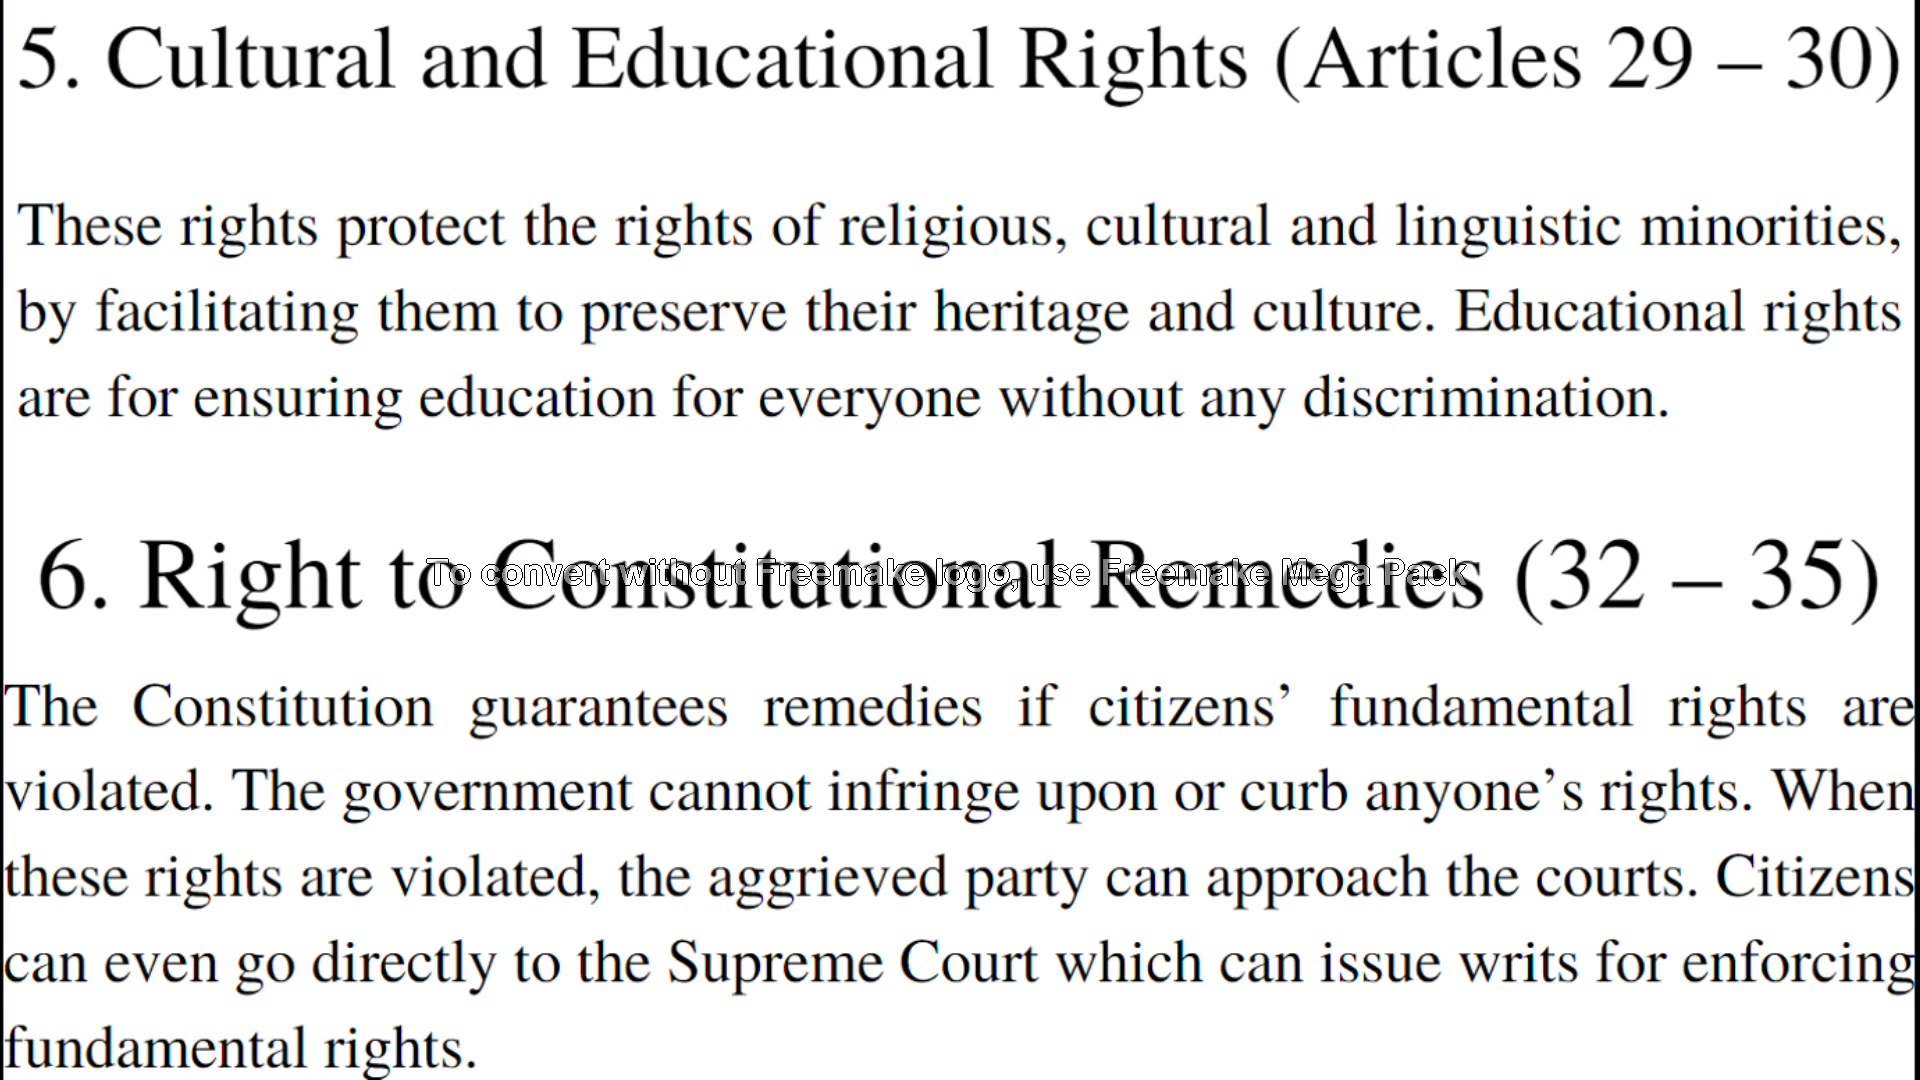 5. Cultural and Educational Rights (Articles 29 – 30)
These rights protect the rights of religious, cultural and linguistic minorities,
by facilitating them to preserve their heritage and culture. Educational rights
are for ensuring education for everyone without any discrimination.
6. Right to Constitutional Remedies (32 – 35)
To convert without Freemake logo, use Freemake Mega Pack
The Constitution guarantees remedies if citizens’ fundamental rights are
violated. The government cannot infringe upon or curb anyone’s rights. When
these rights are violated, the aggrieved party can approach the courts. Citizens
can even go directly to the Supreme Court which can issue writs for enforcing
fundamental rights.